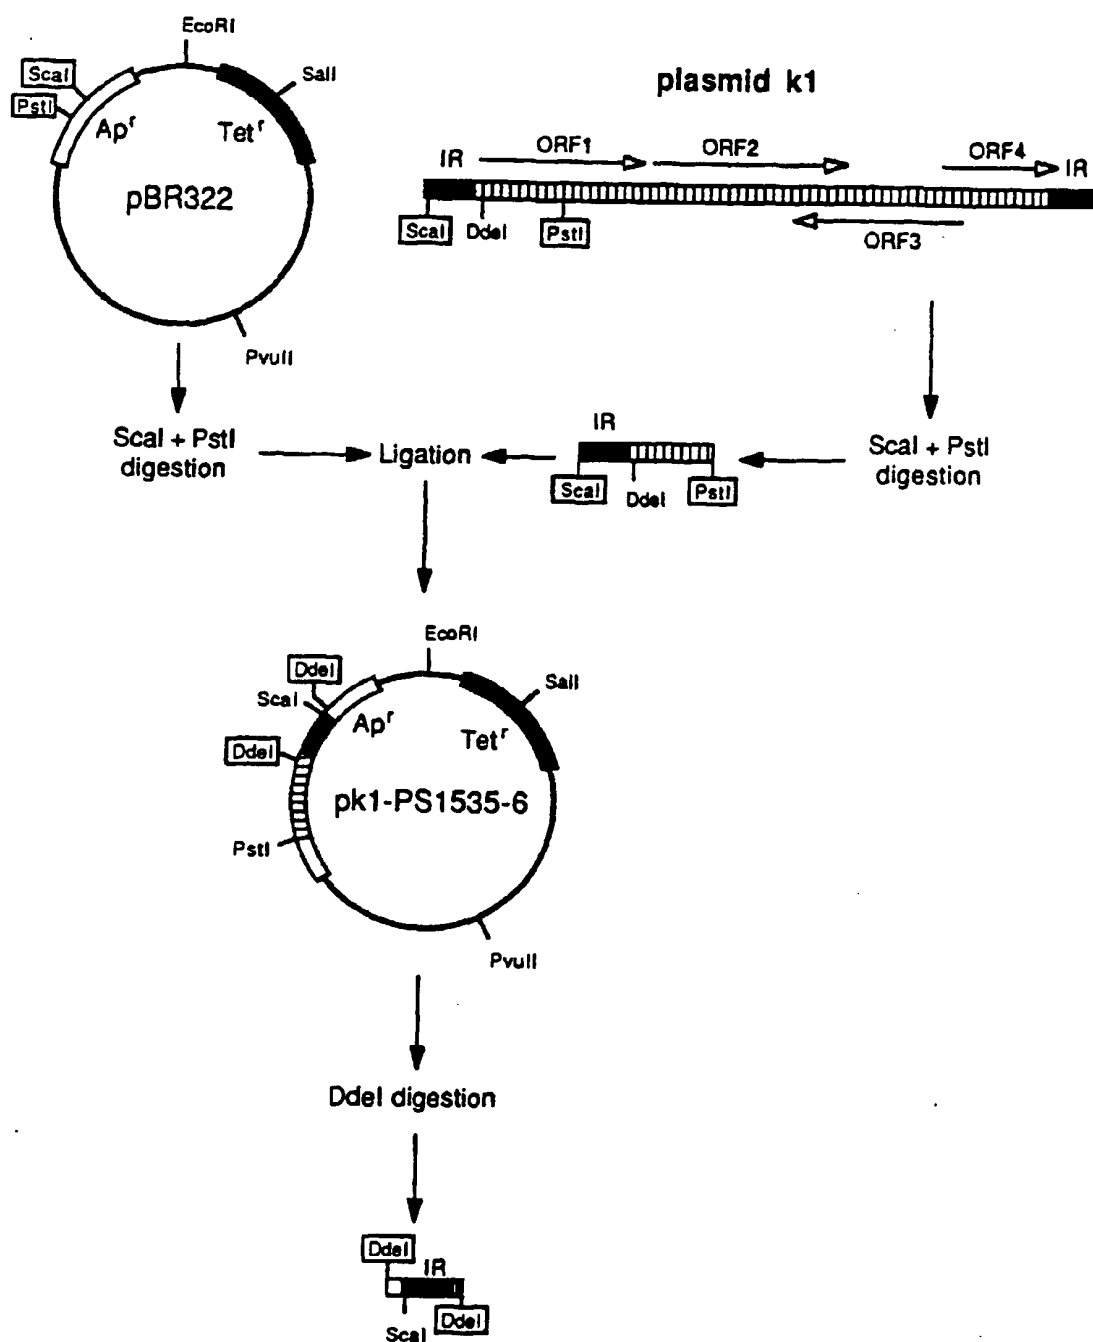 EcoRI
ScaI
SalI
PstI
Apr
Tetr
pBR322
PvuII
plasmid k1
IR
ORF1
ORF2
ORF4
IR
ScaI
DdeI
PstI
ORF3
ScaI + PstI
digestion
Ligation
IR
ScaI
DdeI
PstI
ScaI + PstI
digestion
EcoRI
DdeI
ScaI
SalI
Apr
Tetr
DdeI
pk1-PS1535-6
PstI
PvuII
DdeI digestion
DdeI
IR
ScaI
DdeI